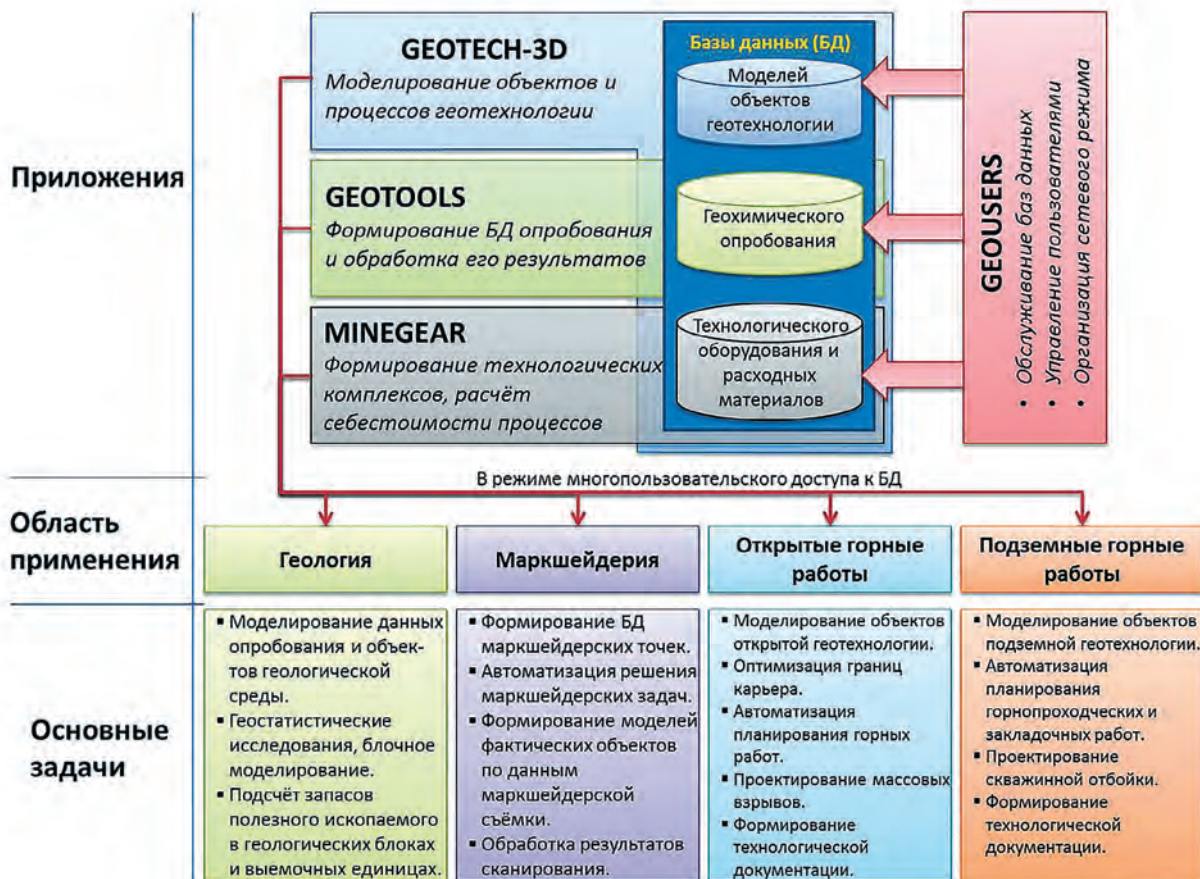 Приложения
GEOTECH-3D
Моделирование объектов и
процессов геотехнологии
GEOTOOLS
Формирование БД опробования
и обработка его результатов
MINEGEAR
Формирование технологических
комплексов, расчёт
себестоимости процессов
Базы данных (БД)
Моделей
объектов
геотехнологии
Геохимического
опробования
Технологического
оборудования и
расходных
материалов
GEOUSERS
• Обслуживание баз данных
• Управление пользователями
• Организация сетевого режима
В режиме многопользовательского доступа к БД
Область
применения
Геология
Маркшейдерия
Открытые горные
работы
Подземные горные
работы
Основные
задачи
▪ Моделирование данных
опробования и объек-
тов геологической
среды.
▪ Геостатистические
исследования, блочное
моделирование.
▪ Подсчёт запасов
полезного ископаемого
в геологических блоках
и выемочных единицах.
▪ Формирование БД
маркшейдерских точек.
▪ Автоматизация решения
маркшейдерских задач.
▪ Формирование моделей
фактических объектов
по данным
маркшейдерской
съёмки.
▪ Обработка результатов
сканирования.
▪ Моделирование объектов
открытой геотехнологии.
▪ Оптимизация границ
карьера.
▪ Автоматизация
планирования горных
работ.
▪ Проектирование массовых
взрывов.
▪ Формирование
технологической
документации.
▪ Моделирование объектов
подземной геотехнологии.
▪ Автоматизация
планирования
горнопроходческих и
закладочных работ.
▪ Проектирование
скважинной отбойки.
▪ Формирование
технологической
документации.